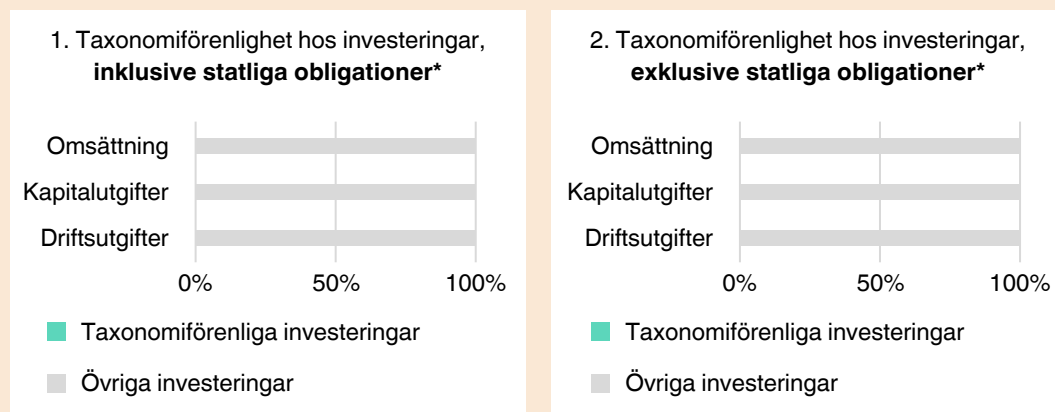 1. Taxonomiförenlighet hos investeringar,
inklusive statliga obligationer*
Omsättning
Kapitalutgifter
Driftsutgifter
0% 50% 100%
Taxonomiförenliga investeringar
Övriga investeringar
2. Taxonomiförenlighet hos investeringar,
exklusive statliga obligationer*
Omsättning
Kapitalutgifter
Driftsutgifter
0% 50% 100%
Taxonomiförenliga investeringar
Övriga investeringar